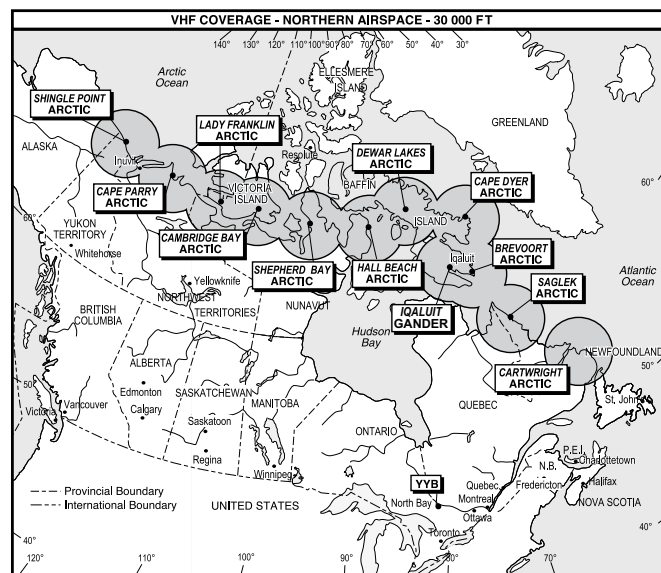 VHF COVERAGE - NORTHERN AIRSPACE - 30 000 FT
140° 130° 120° 110° 100° 90° 80° 70° 60° 50° 40° 30°
Arctic
Ocean
ELLESMERE
ISLAND
SHINGLE POINT
ARCTIC
GREENLAND
LADY FRANKLIN
ARCTIC
DEWAR LAKES
ARCTIC
ALASKA
Resolute
Inuvik
CAPE PARRY
ARCTIC
VICTORIA
ISLAND
BAFFIN
ISLAND
CAPE DYER
ARCTIC
60°
60°
YUKON
TERRITORY
Whitehorse
CAMBRIDGE BAY
ARCTIC
SHEPHERD BAY
ARCTIC
HALL BEACH
ARCTIC
Iqaluit
BREVOORT
ARCTIC
Atlantic
Ocean
Yellowknife
NORTHWEST
TERRITORIES
NUNAVUT
IQALUIT
GANDER
SAGLEK
ARCTIC
BRITISH
COLUMBIA
Hudson
Bay
NEWFOUNDLAND
ALBERTA
CARTWRIGHT
ARCTIC
50°
50°
Edmonton
SASKATCHEWAN
MANITOBA
QUEBEC
St. John's
Vancouver
Victoria
Calgary
Saskatoon
ONTARIO
Regina
Winnipeg
P.E.I.
Charlottetown
N.B.
YYB
North Bay
Quebec
Montreal
Ottawa
Fredericton
Halifax
NOVA SCOTIA
Provincial Boundary
International Boundary
UNITED STATES
Toronto
40°
40°
120° 110° 100° 90° 80° 70°